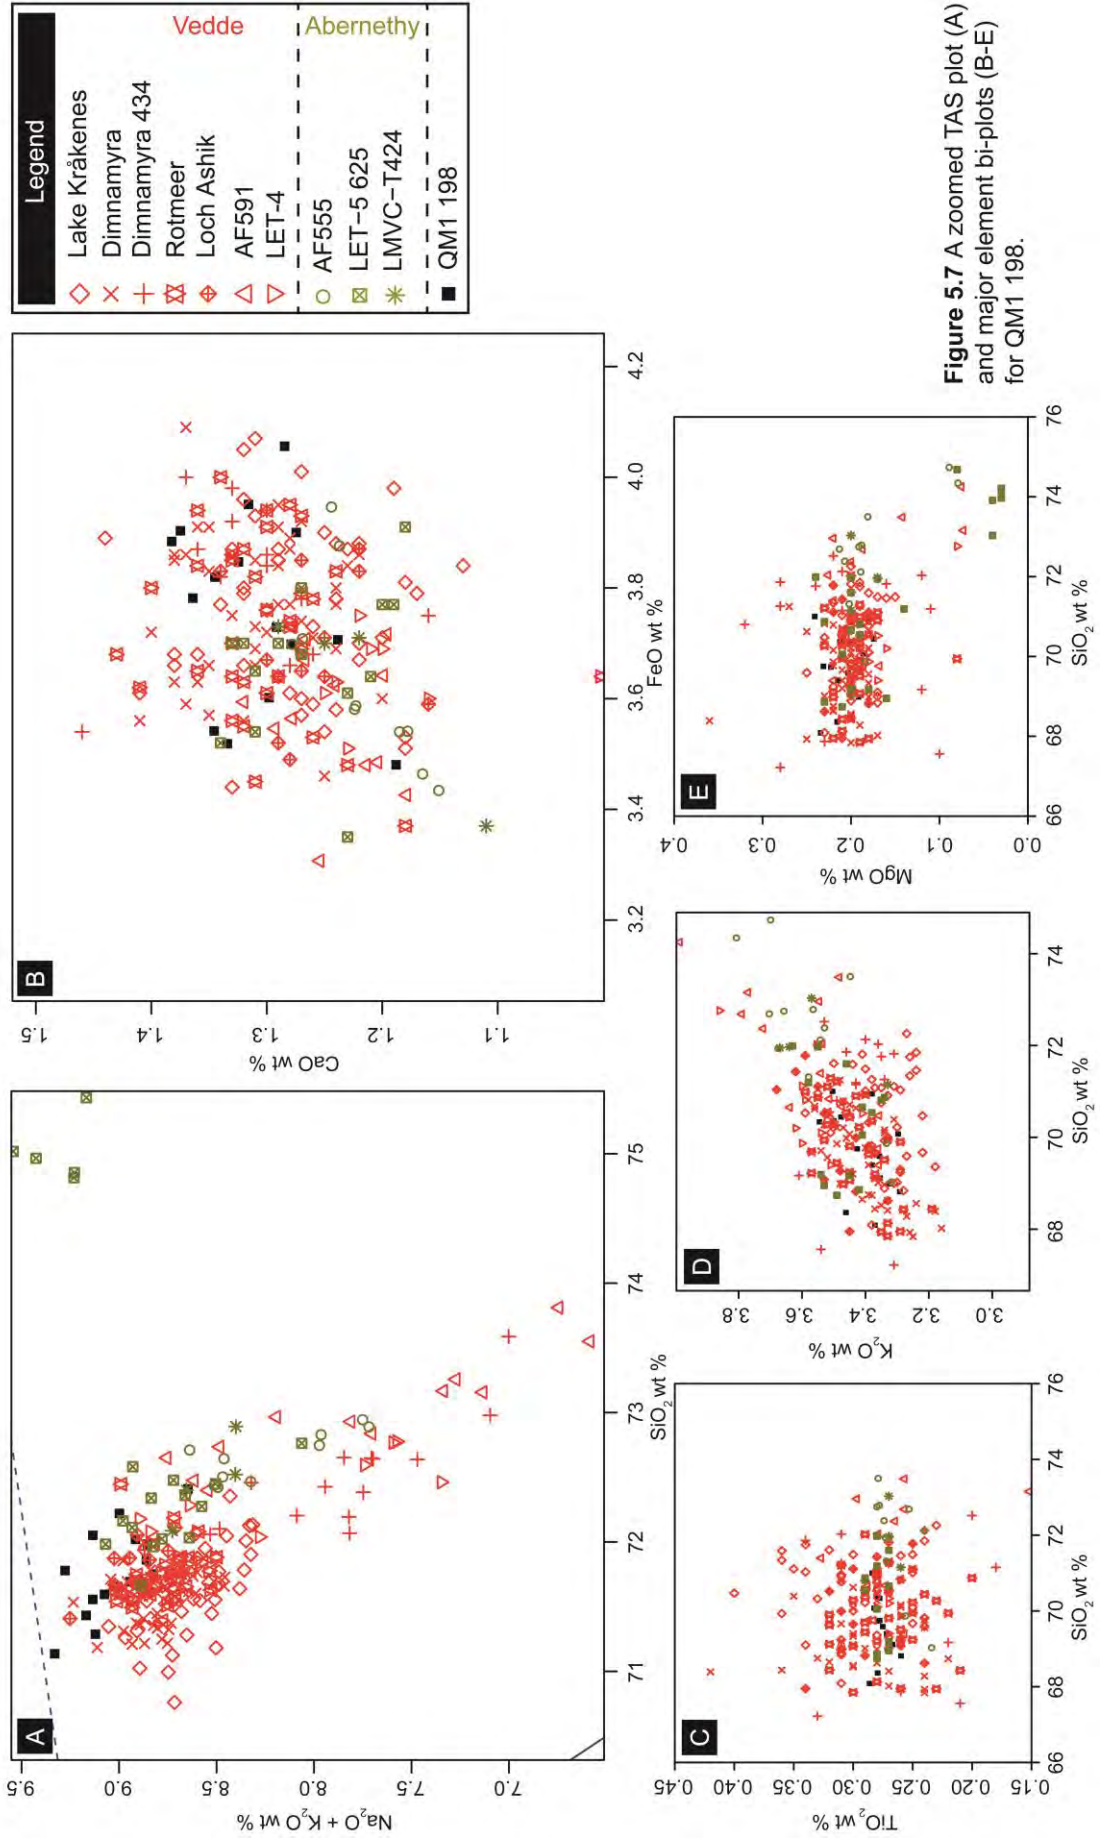 A
9.5
9.0
8.5
8.0
7.5
7.0
Na₂O + K₂O wt %
71
72
73
74
75
SiO₂ wt %
B
1.5
1.4
1.3
1.2
1.1
CaO wt %
3.2
3.4
3.6
3.8
4.0
4.2
FeO wt %
Legend
Vedde
Lake Kråkenes
Dimnamyra
Dimnamyra 434
Rotmeer
Loch Ashik
AF591
LET-4
Abernethy
AF555
LET-5 625
LMVC-T424
QM1 198
C
0.45
0.40
0.35
0.30
0.25
0.20
0.15
TiO₂ wt %
66
68
70
72
74
76
SiO₂ wt %
D
3.8
3.6
3.4
3.2
3.0
K₂O wt %
68
70
72
74
SiO₂ wt %
E
0.4
0.3
0.2
0.1
0.0
MgO wt %
66
68
70
72
74
76
SiO₂ wt %
Figure 5.7 A zoomed TAS plot (A)
and major element bi-plots (B-E)
for QM1 198.